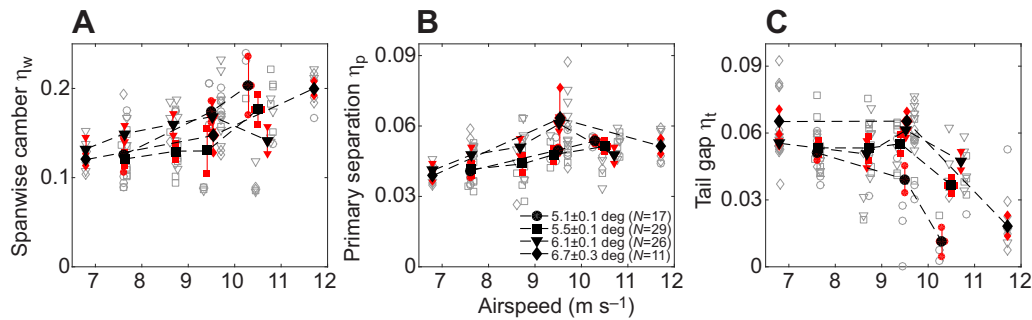 A
B
C
Spanwise camber ηw
0.2
0.1
0
7 8 9 10 11 12
Primary separation ηp
0.09
0.06
0.03
0
7 8 9 10 11 12
5.1±0.1 deg (N=17)
5.5±0.1 deg (N=29)
6.1±0.1 deg (N=26)
6.7±0.3 deg (N=11)
Tail gap ηt
0.09
0.06
0.03
0
7 8 9 10 11 12
Airspeed (m s–1)